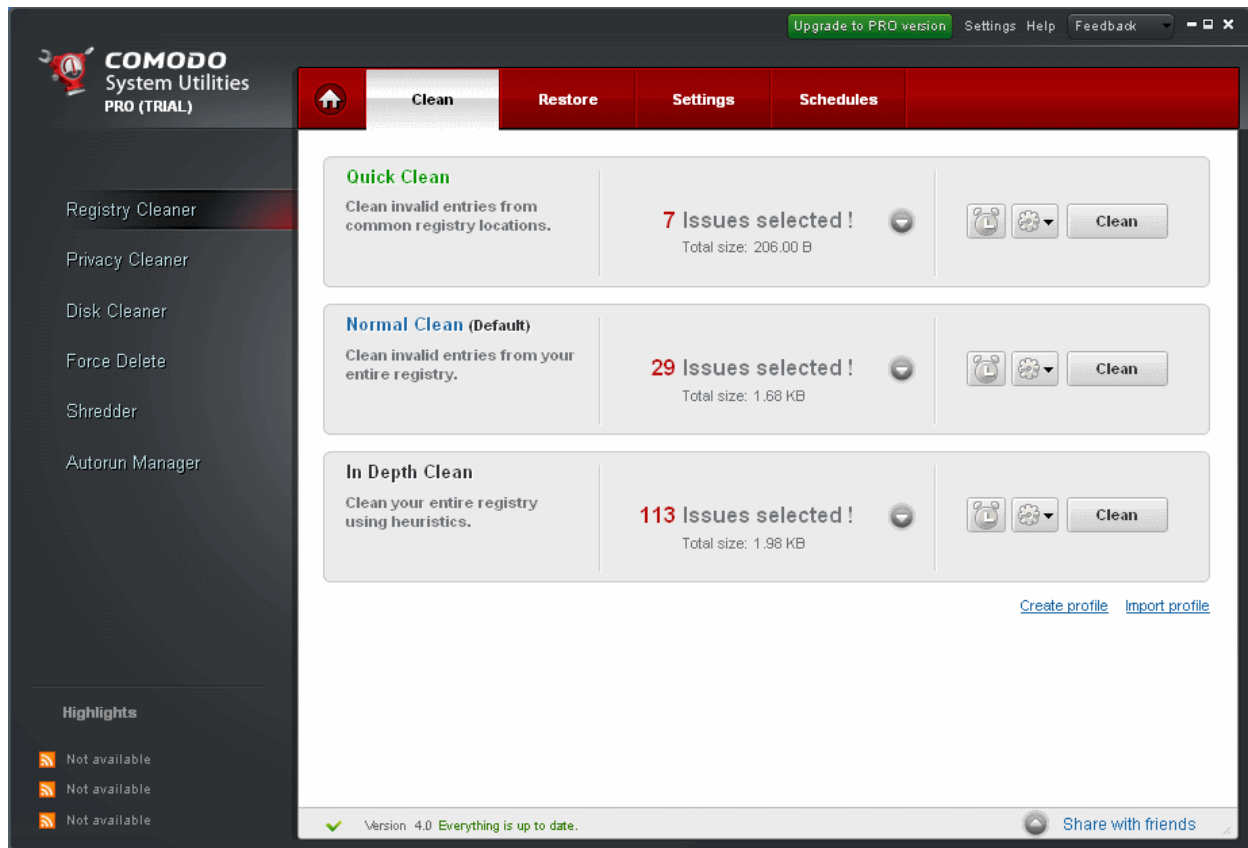 Upgrade to PRO version Settings Help Feedback
COMODO
System Utilities
PRO (TRIAL)
Clean Restore Settings Schedules
Registry Cleaner
Privacy Cleaner
Disk Cleaner
Force Delete
Shredder
Autorun Manager
Quick Clean
Clean invalid entries from
common registry locations.
7 Issues selected !
Total size: 206.00 B
Clean
Normal Clean (Default)
Clean invalid entries from your
entire registry.
29 Issues selected !
Total size: 1.68 KB
Clean
In Depth Clean
Clean your entire registry
using heuristics.
113 Issues selected !
Total size: 1.98 KB
Clean
Create profile Import profile
Highlights
Not available
Not available
Not available
Version 4.0 Everything is up to date.
Share with friends